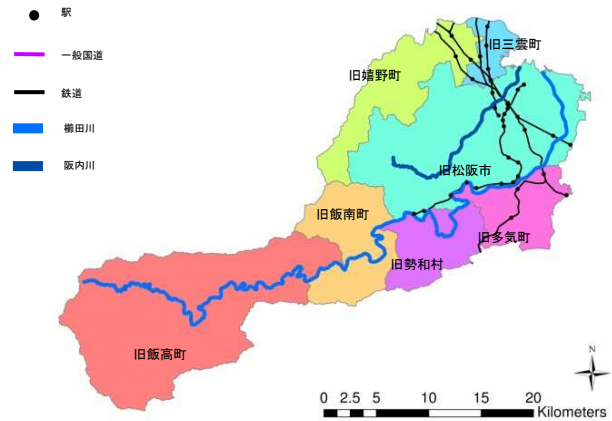 駅
一般国道
鉄道
櫛田川
阪内川
旧三雲町
旧嬉野町
旧松阪市
旧飯南町
旧多気町
旧勢和村
旧飯高町
N
0 2.5 5 10 15 20
Kilometers